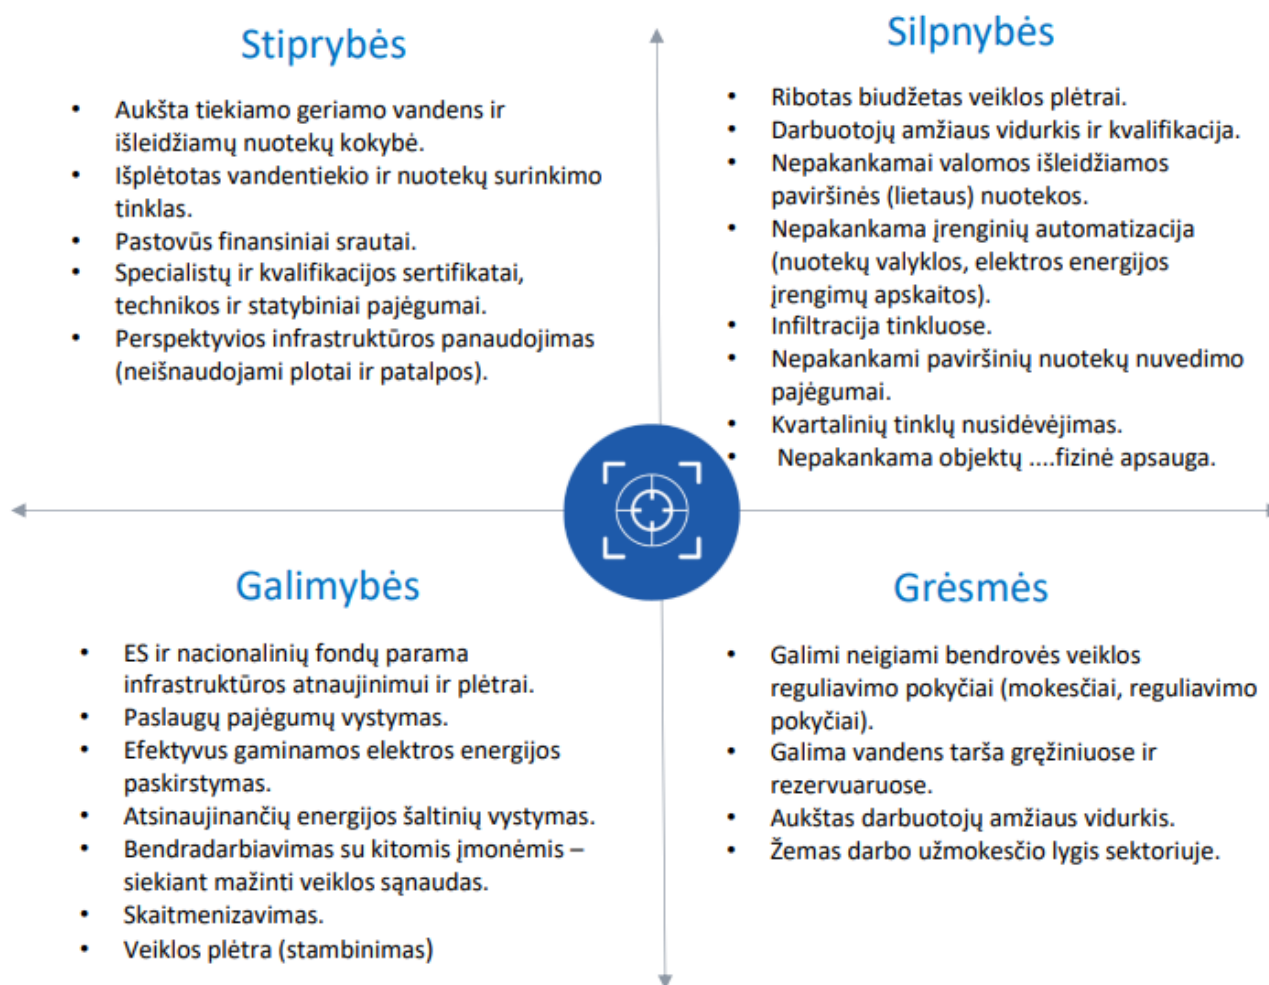 Stiprybės
• Aukšta tiekiamo geriamo vandens ir
išleidžiamų nuotekų kokybė.
• Išplėtotas vandentiekio ir nuotekų surinkimo
tinklas.
• Pastovūs finansiniai srautai.
• Specialistų ir kvalifikacijos sertifikatai,
technikos ir statybiniai pajėgumai.
• Perspektyvios infrastruktūros panaudojimas
(neišnaudojami plotai ir patalpos).
Silpnybės
• Ribotas biudžetas veiklos plėtrai.
• Darbuotojų amžiaus vidurkis ir kvalifikacija.
• Nepakankamai valomos išleidžiamos
paviršinės (lietaus) nuotekos.
• Nepakankama įrenginių automatizacija
(nuotekų valyklos, elektros energijos
įrengimų apskaitos).
• Infiltracija tinkluose.
• Nepakankami paviršinių nuotekų nuvedimo
pajėgumai.
• Kvartalinių tinklų nusidėvėjimas.
• Nepakankama objektų ....fizinė apsauga.
Galimybės
• ES ir nacionalinių fondų parama
infrastruktūros atnaujinimui ir plėtrai.
• Paslaugų pajėgumų vystymas.
• Efektyvus gaminamos elektros energijos
paskirstymas.
• Atsinaujinančių energijos šaltinių vystymas.
• Bendradarbiavimas su kitomis įmonėmis –
siekiant mažinti veiklos sąnaudas.
• Skaitmenizavimas.
• Veiklos plėtra (stambinimas)
Grėsmės
• Galimi neigiami bendrovės veiklos
reguliavimo pokyčiai (mokesčiai, reguliavimo
pokyčiai).
• Galima vandens tarša gręžiniuose ir
rezervuaruose.
• Aukštas darbuotojų amžiaus vidurkis.
• Žemas darbo užmokesčio lygis sektoriuje.